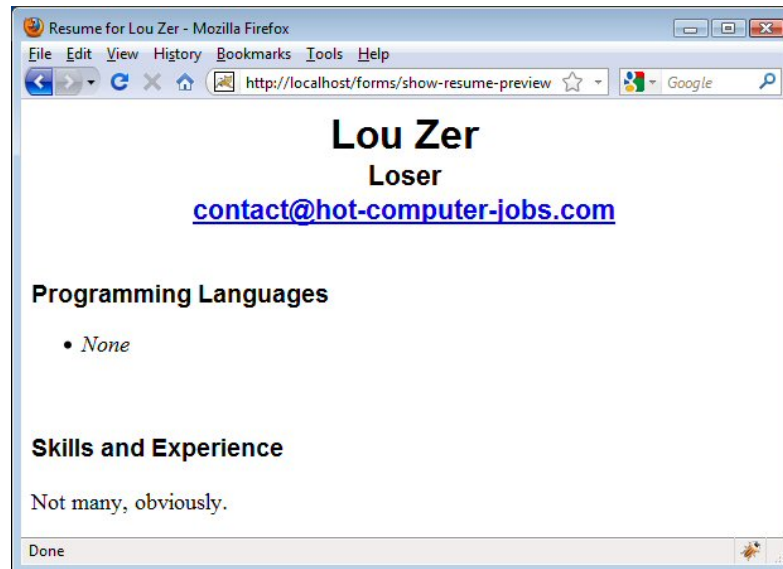 Resume for Lou Zer - Mozilla Firefox
File Edit View History Bookmarks Tools Help
http://localhost/forms/show-resume-preview Google
Lou Zer
Loser
contact@hot-computer-jobs.com
Programming Languages
• None
Skills and Experience
Not many, obviously.
Done